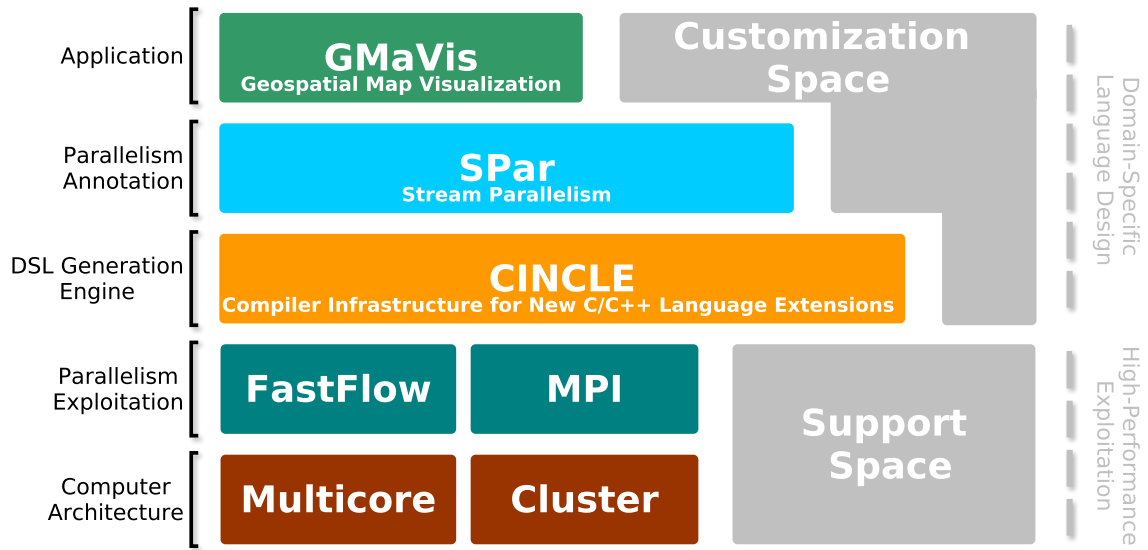 Application
GMaVis
Geospatial Map Visualization
Customization
Space
Parallelism
Annotation
SPar
Stream Parallelism
DSL Generation
Engine
CINCLE
Compiler Infrastructure for New C/C++ Language Extensions
Domain-Specific
Language Design
Parallelism
Exploitation
FastFlow
MPI
Support
Space
Computer
Architecture
Multicore
Cluster
High-Performance
Exploitation